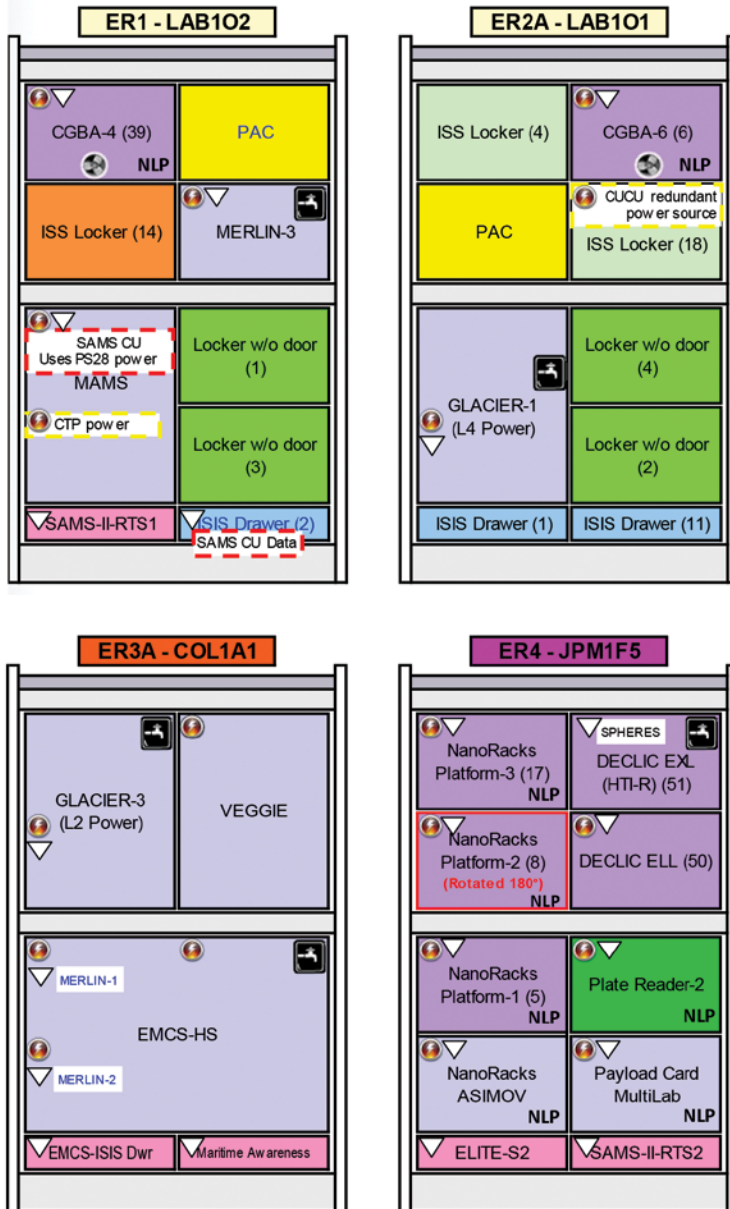 ER1 - LAB1O2
CGBA-4 (39)
NLP
PAC
ISS Locker (14)
MERLIN-3
SAMS CU
Uses PS28 power
MAMS
CTP power
Locker w/o door
(1)
Locker w/o door
(3)
SAMS-II-RTS1
ISIS Drawer (2)
SAMS CU Data
ER2A - LAB1O1
ISS Locker (4)
CGBA-6 (6)
NLP
PAC
CUCU redundant
power source
ISS Locker (18)
GLACIER-1
(L4 Power)
Locker w/o door
(4)
Locker w/o door
(2)
ISIS Drawer (1)
ISIS Drawer (11)
ER3A - COL1A1
GLACIER-3
(L2 Power)
VEGGIE
MERLIN-1
EMCS-HS
MERLIN-2
EMCS-ISIS Dwr
Maritime Awareness
ER4 - JPM1F5
NanoRacks
Platform-3 (17)
NLP
SPHERES
DECLIC EXL
(HTI-R) (51)
NanoRacks
Platform-2 (8)
(Rotated 180°)
NLP
DECLIC ELL (50)
NanoRacks
Platform-1 (5)
NLP
Plate Reader-2
NLP
NanoRacks
ASIMOV
NLP
Payload Card
MultiLab
NLP
ELITE-S2
SAMS-II-RTS2